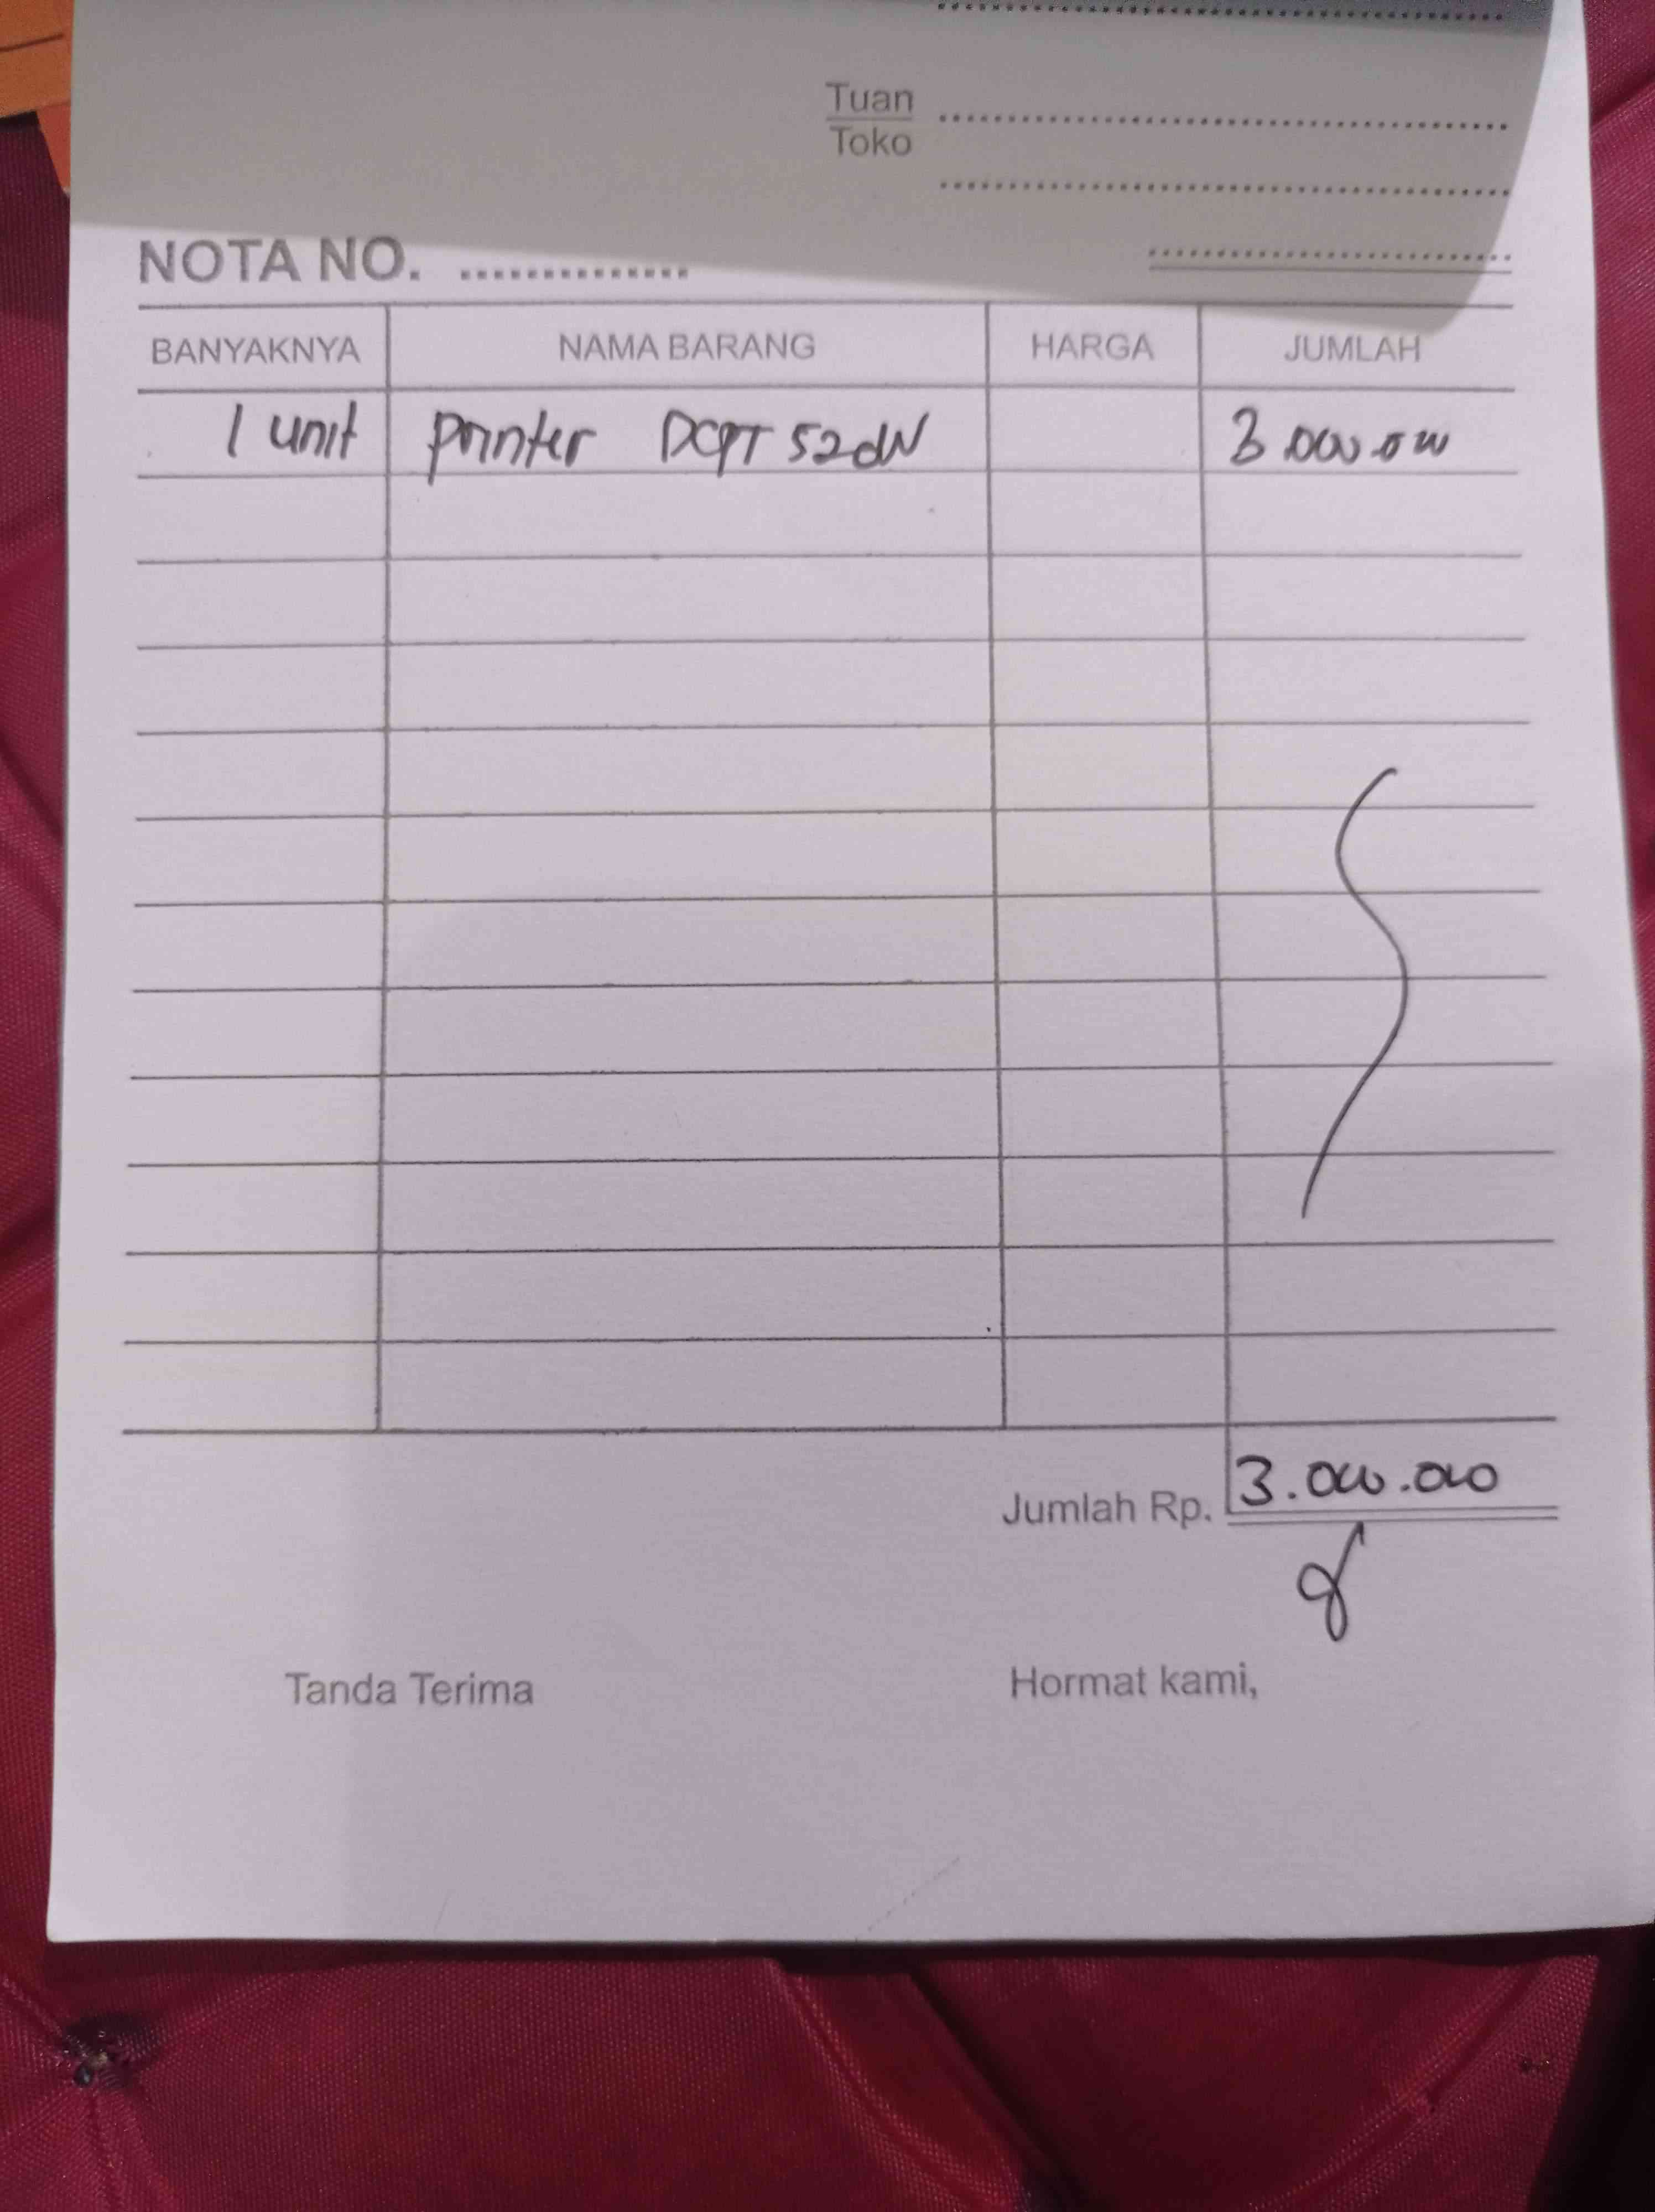 Tuan
Toko
NOTA NO. ..............
BANYAKNYA NAMA BARANG HARGA JUMLAH
1 unit printer DCPT 520W 3.000.000
Jumlah Rp. 3.000.000
Tanda Terima Hormat kami,